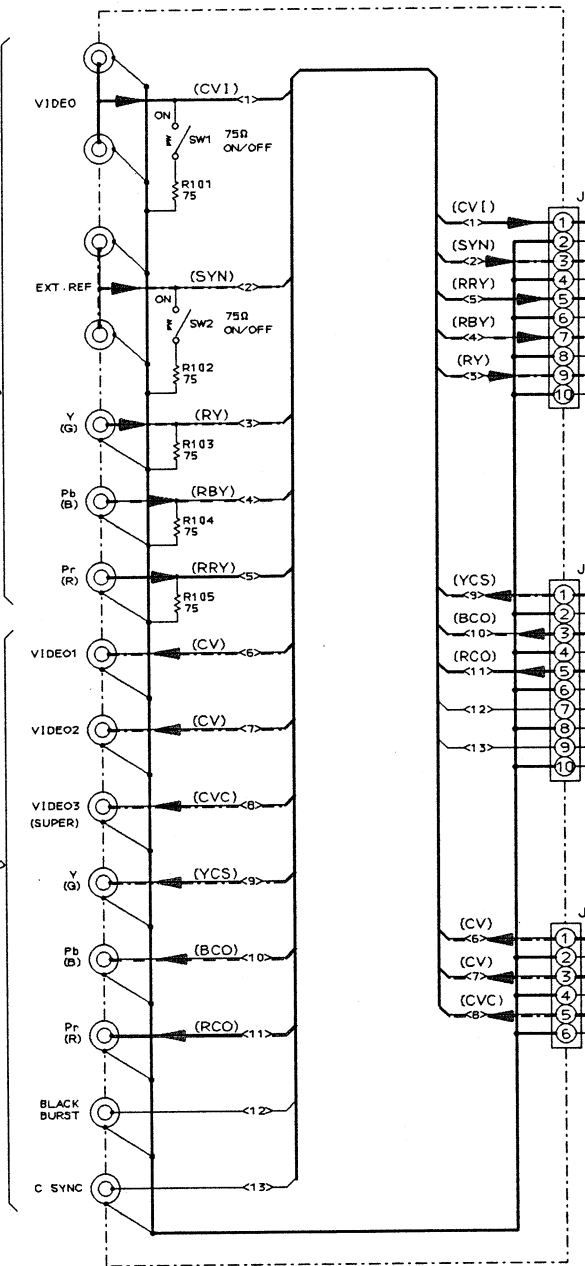 VIDEO
(CVI)
<1>
ON
SW1
75Ω
ON/OFF
R101
75
EXT.REF
(SYN)
<2>
ON
SW2
75Ω
ON/OFF
R102
75
Y
(G)
(RY)
<3>
R103
75
Pb
(B)
(RBY)
<4>
R104
75
Pr
(R)
(RRY)
<5>
R105
75
VIDEO1
(CV)
<6>
VIDEO2
(CV)
<7>
VIDEO3
(SUPER)
(CVC)
<8>
Y
(G)
(YCS)
<9>
Pb
(B)
(BCO)
<10>
Pr
(R)
(RCO)
<11>
BLACK
BURST
<12>
C SYNC
<13>
J
(CVI)
<1>
1
2
(SYN)
<2>
3
4
(RRY)
<5>
5
6
(RBY)
<4>
7
8
(RY)
<5>
9
10
J
(YCS)
<9>
1
2
(BCO)
<10>
3
4
(RCO)
<11>
5
6
<12>
7
8
<13>
9
10
J
(CV)
<6>
1
2
(CV)
<7>
3
4
(CVC)
<8>
5
6